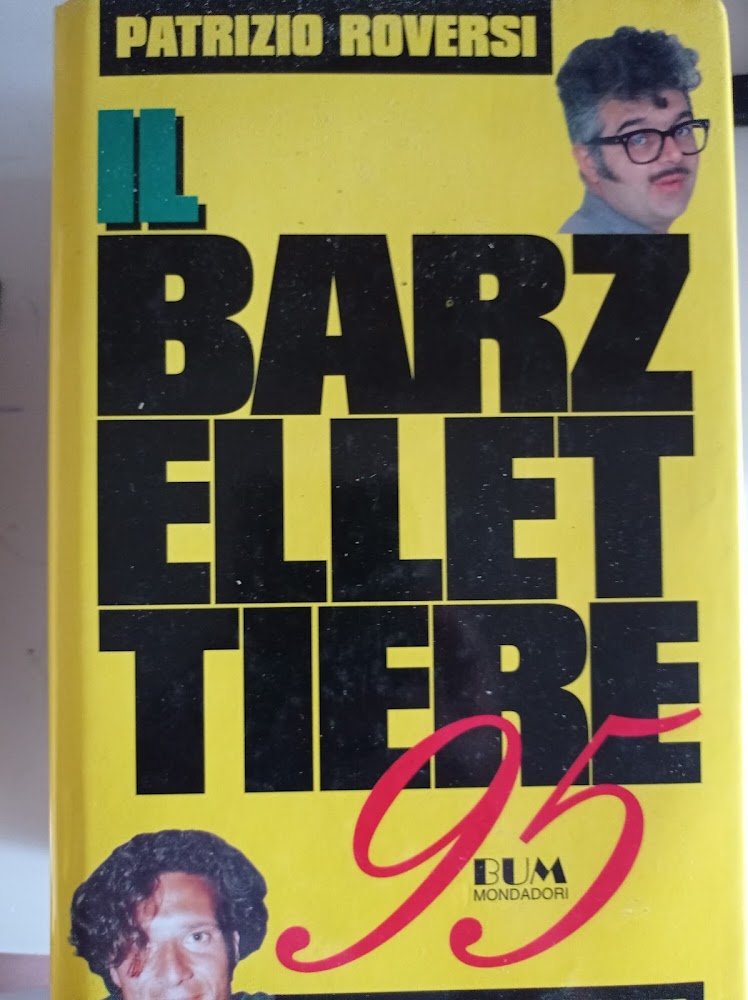 PATRIZIO ROVERSI
IL
BARZ
ELLET
TIERE
95
BUM
MONDADORI